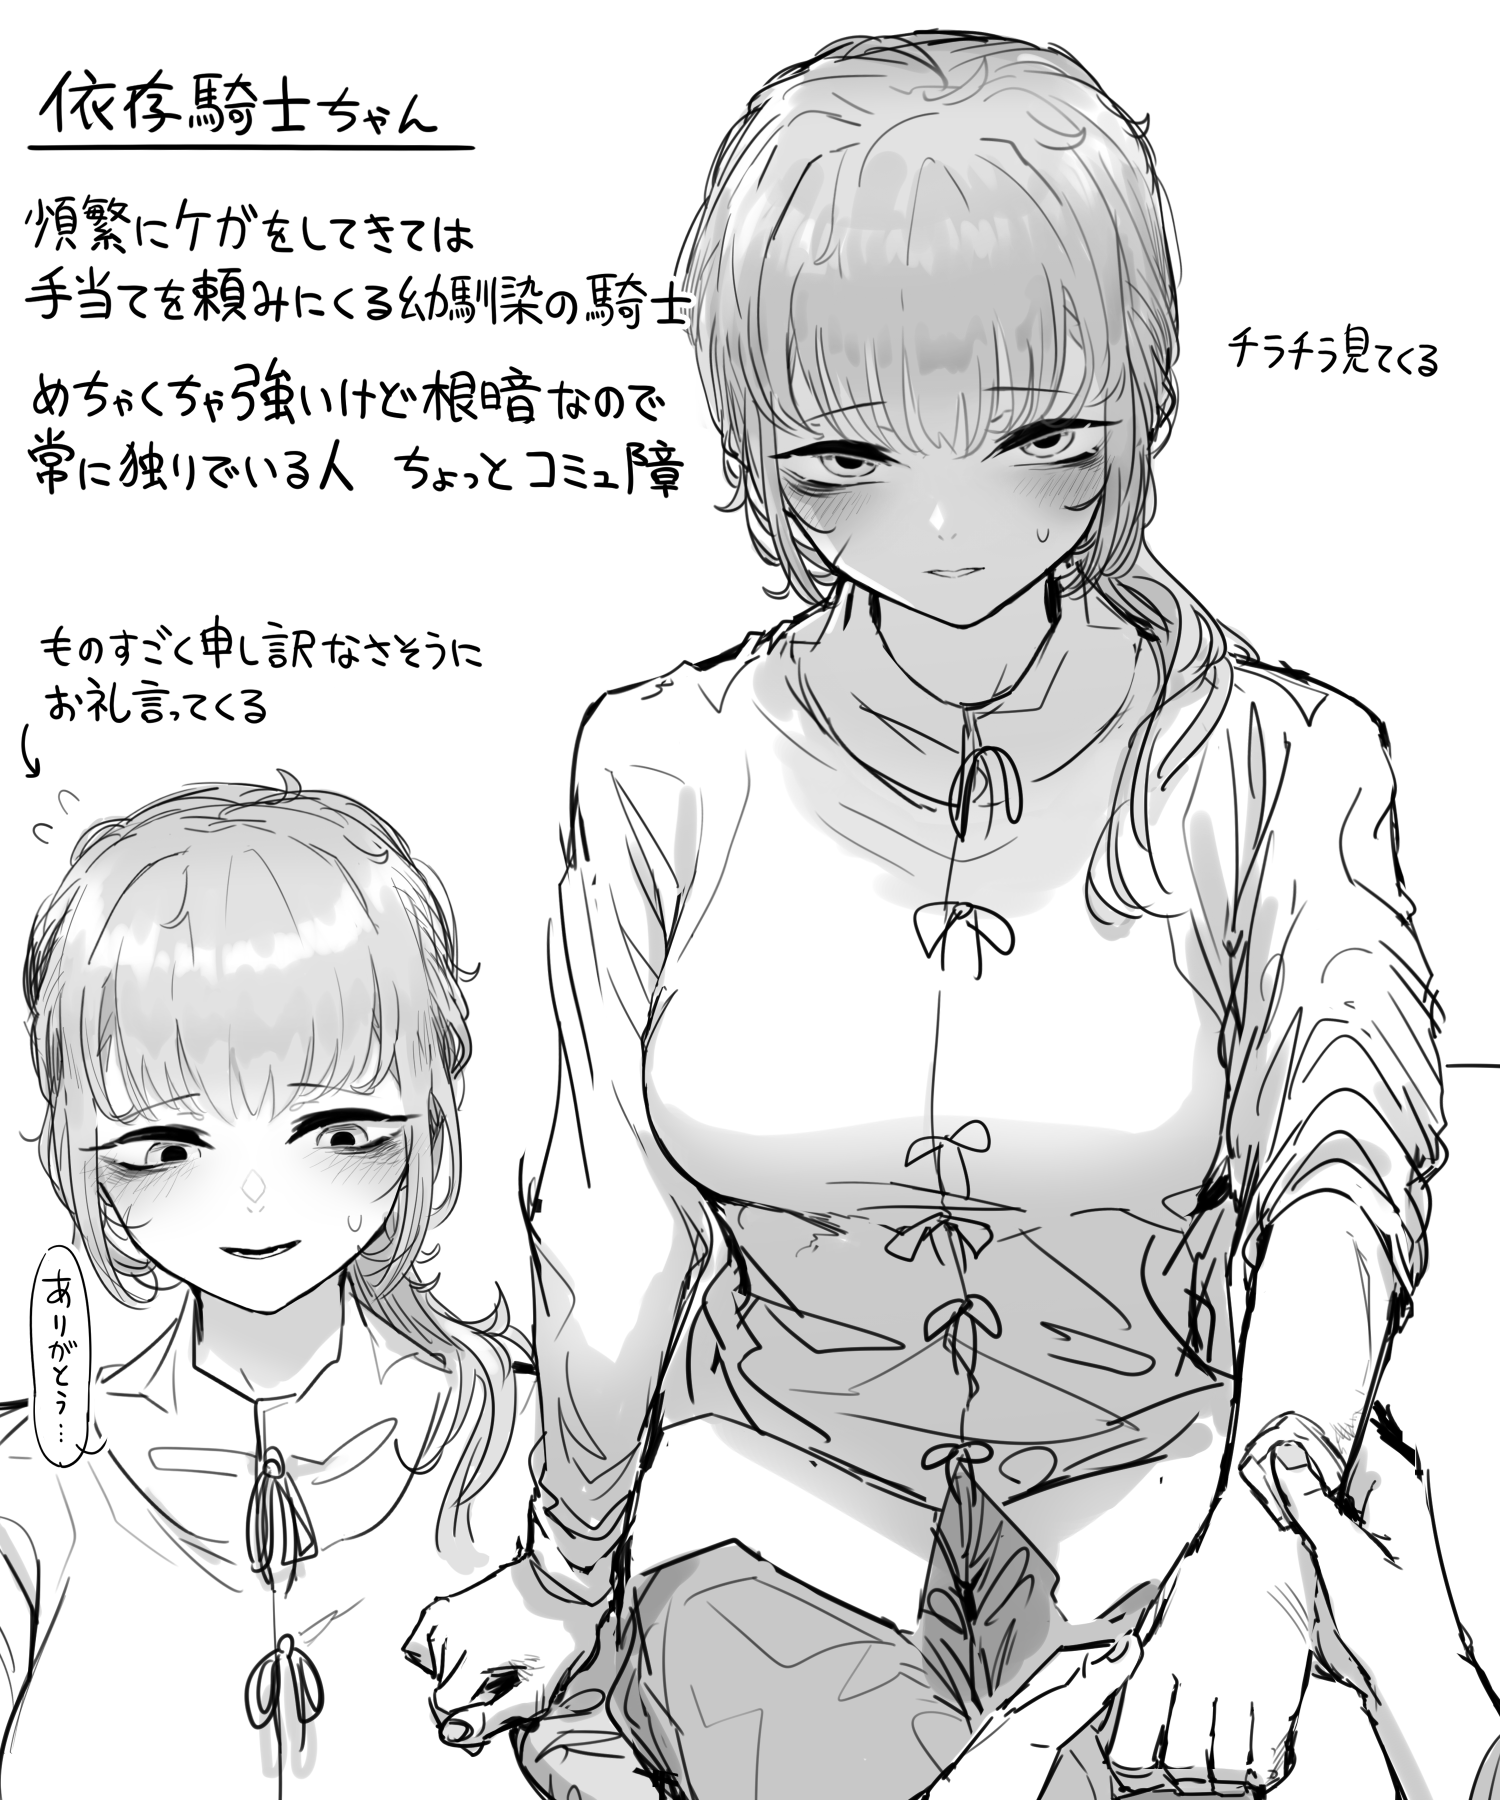 依存騎士ちゃん
頻繁にケガをしてきては
手当てを頼みにくる幼馴染の騎士
めちゃくちゃ強いけど根暗なので
常に独りでいる人 ちょっとコミュ障
チラチラ見てくる
ものすごく申し訳なさそうに
お礼言ってくる
ありがとう…